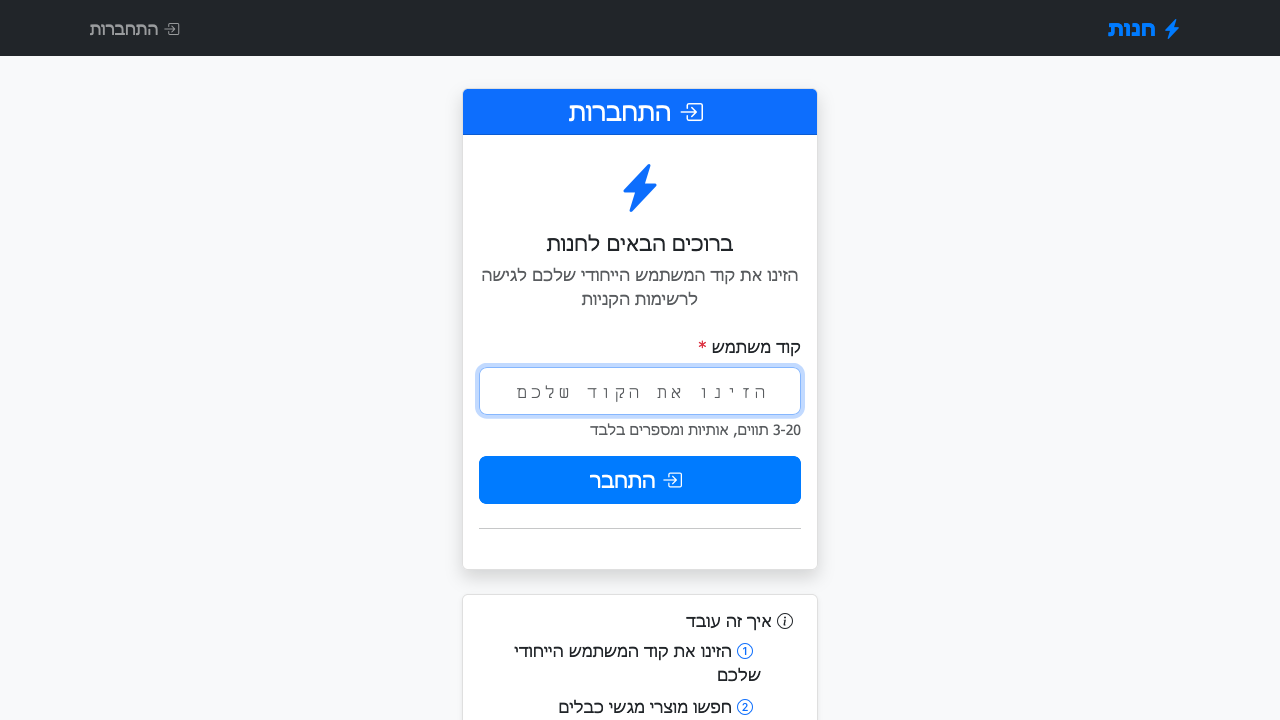 חנות
התחברות
התחברות
ברוכים הבאים לחנות
הזינו את קוד המשתמש הייחודי שלכם לגישה
לרשימות הקניות
קוד משתמש *
הזינו את הקוד שלכם
3-20 תווים, אותיות ומספרים בלבד
התחבר
איך זה עובד
1 הזינו את קוד המשתמש הייחודי
שלכם
2 חפשו מוצרי מגשי כבלים